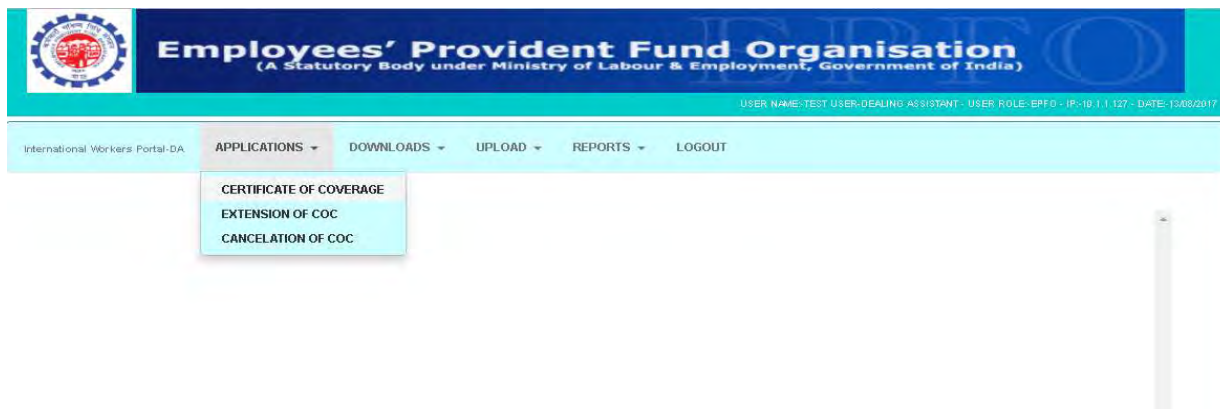 Employees' Provident Fund Organisation
(A Statutory Body under Ministry of Labour & Employment, Government of India)
USER NAME:-TEST USER-DEALING ASSISTANT - USER ROLE:-EPFO - IP:-10.1.1.127 - DATE:-13/08/2017
International Workers Portal-DA APPLICATIONS DOWNLOADS UPLOAD REPORTS LOGOUT
CERTIFICATE OF COVERAGE
EXTENSION OF COC
CANCELATION OF COC